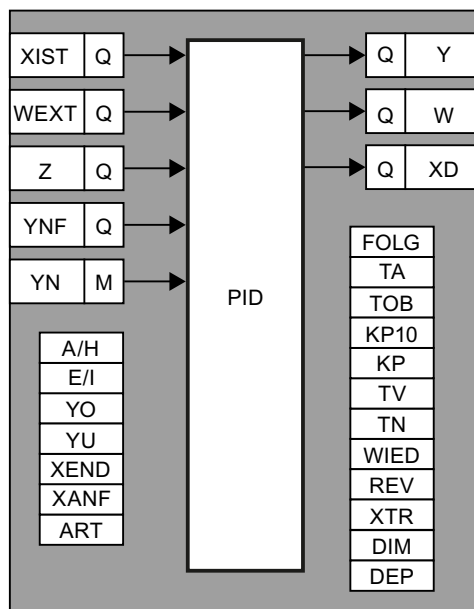 XIST Q
WEXT Q
Z Q
YNF Q
YN M
A/H
E/I
YO
YU
XEND
XANF
ART
PID
Q Y
Q W
Q XD
FOLG
TA
TOB
KP10
KP
TV
TN
WIED
REV
XTR
DIM
DEP